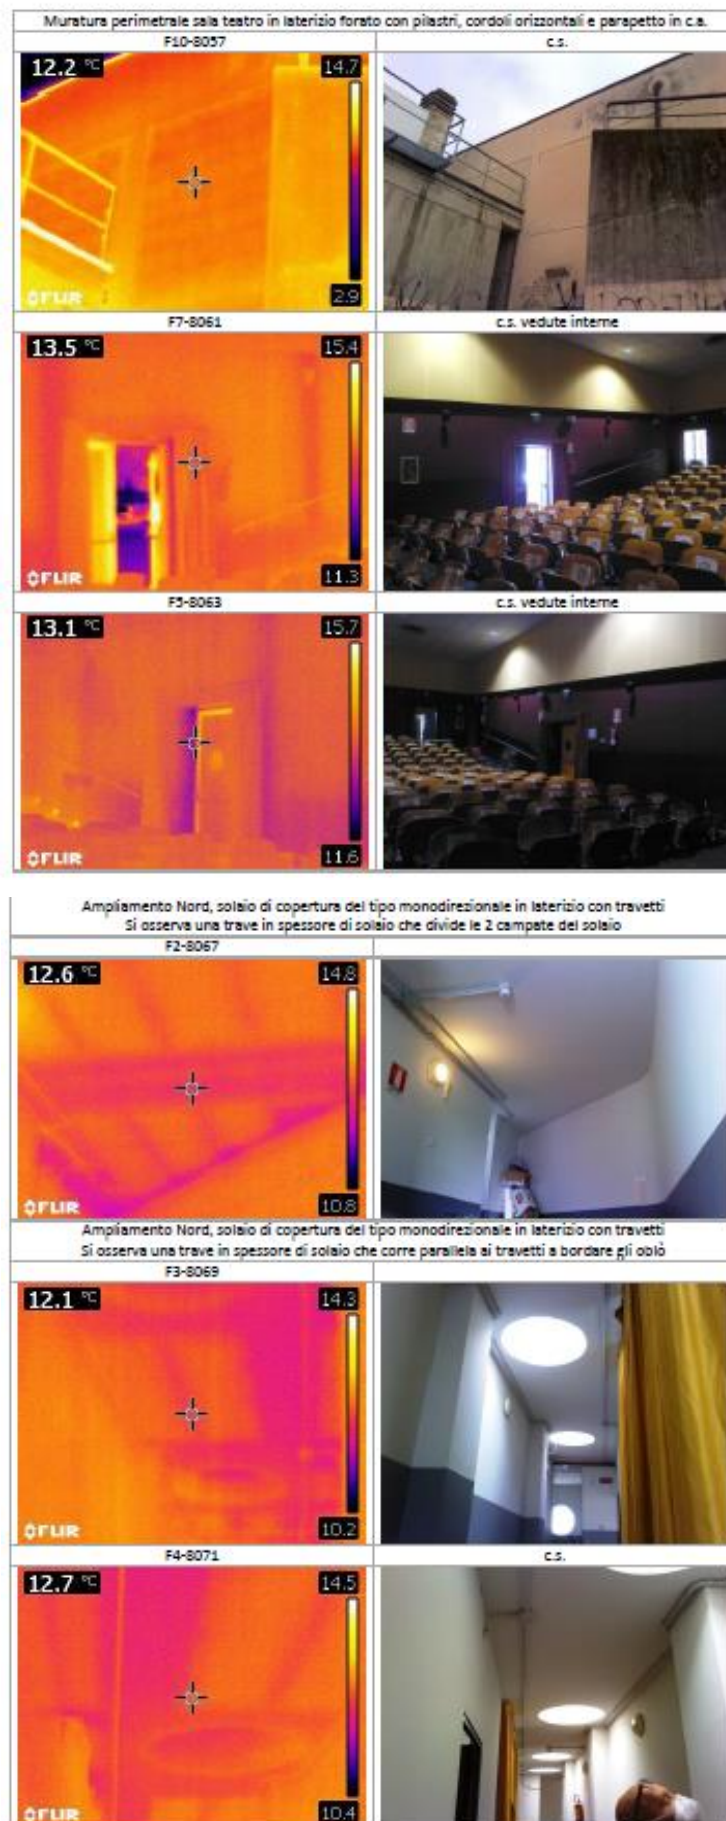 Muratura perimetrale sala teatro in laterizio forato con pilastri, cordoli orizzontali e parapetto in c.a.
F10-8057 c.s.
12.2 °C 14.7
2.9
FLIR
F7-8061 c.s. vedute interne
13.5 °C 15.4
11.3
FLIR
F5-8063 c.s. vedute interne
13.1 °C 15.7
11.6
FLIR
Ampliamento Nord, solaio di copertura del tipo monodirezionale in laterizio con travetti
Si osserva una trave in spessore di solaio che divide le 2 campate del solaio
F2-8067
12.6 °C 14.8
10.8
FLIR
Ampliamento Nord, solaio di copertura del tipo monodirezionale in laterizio con travetti
Si osserva una trave in spessore di solaio che corre parallela ai travetti a bordare gli oblò
F3-8069
12.1 °C 14.3
10.2
FLIR
F4-8071 c.s.
12.7 °C 14.5
10.4
FLIR